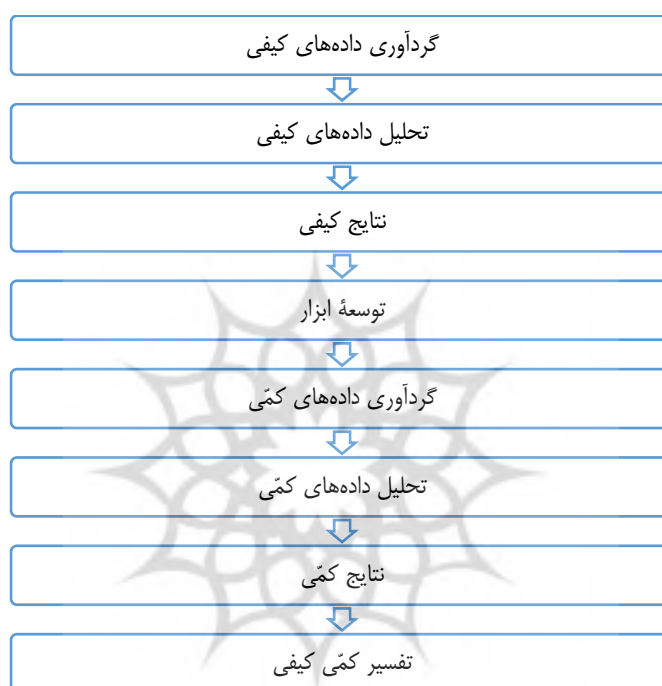 گردآوری داده‌های کیفی
تحلیل داده‌های کیفی
نتایج کیفی
توسعۀ ابزار
گردآوری داده‌های کمّی
تحلیل داده‌های کمّی
نتایج کمّی
تفسیر کمّی کیفی